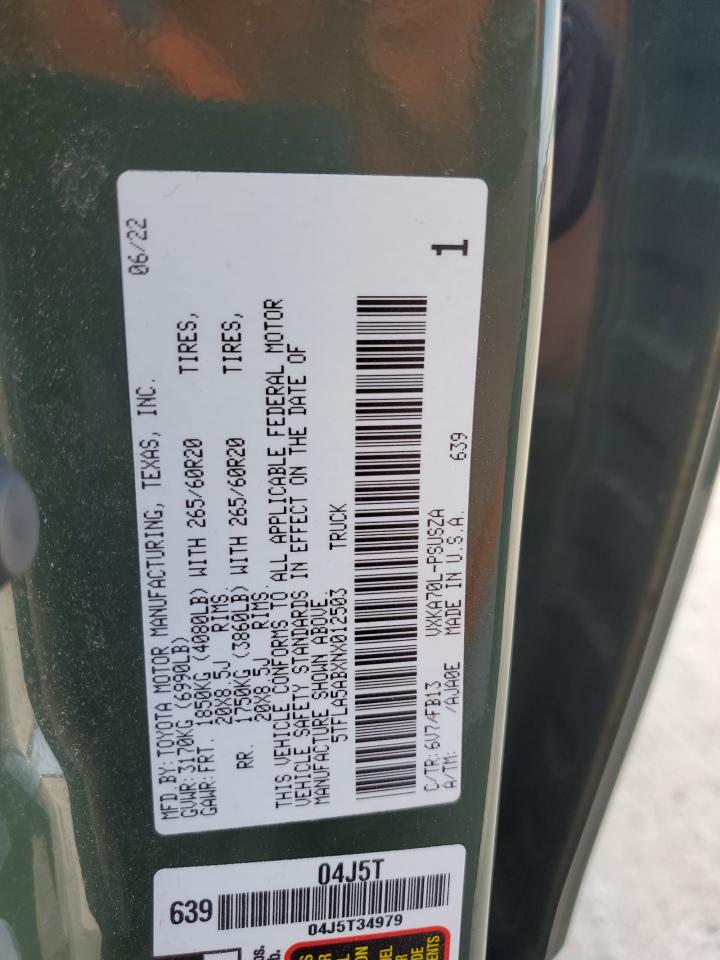 MFD BY: TOYOTA MOTOR MANUFACTURING, TEXAS, INC. 06/22
GVWR: 3170KG (6990LB)
GAWR: FRT. 1850KG (4080LB) WITH 265/60R20 TIRES,
20X8.5J RIMS
RR. 1750KG (3860LB) WITH 265/60R20 TIRES,
20X8.5J RIMS
THIS VEHICLE CONFORMS TO ALL APPLICABLE FEDERAL MOTOR
VEHICLE SAFETY STANDARDS IN EFFECT ON THE DATE OF
MANUFACTURE SHOWN ABOVE.
5TFLA5ABXNX012503 TRUCK
1
C/TR: 6V7/FB13 VXKA70L-PSUSZA
A/TM: /AJA0E MADE IN U.S.A. 639
04J5T
639
04J5T34979